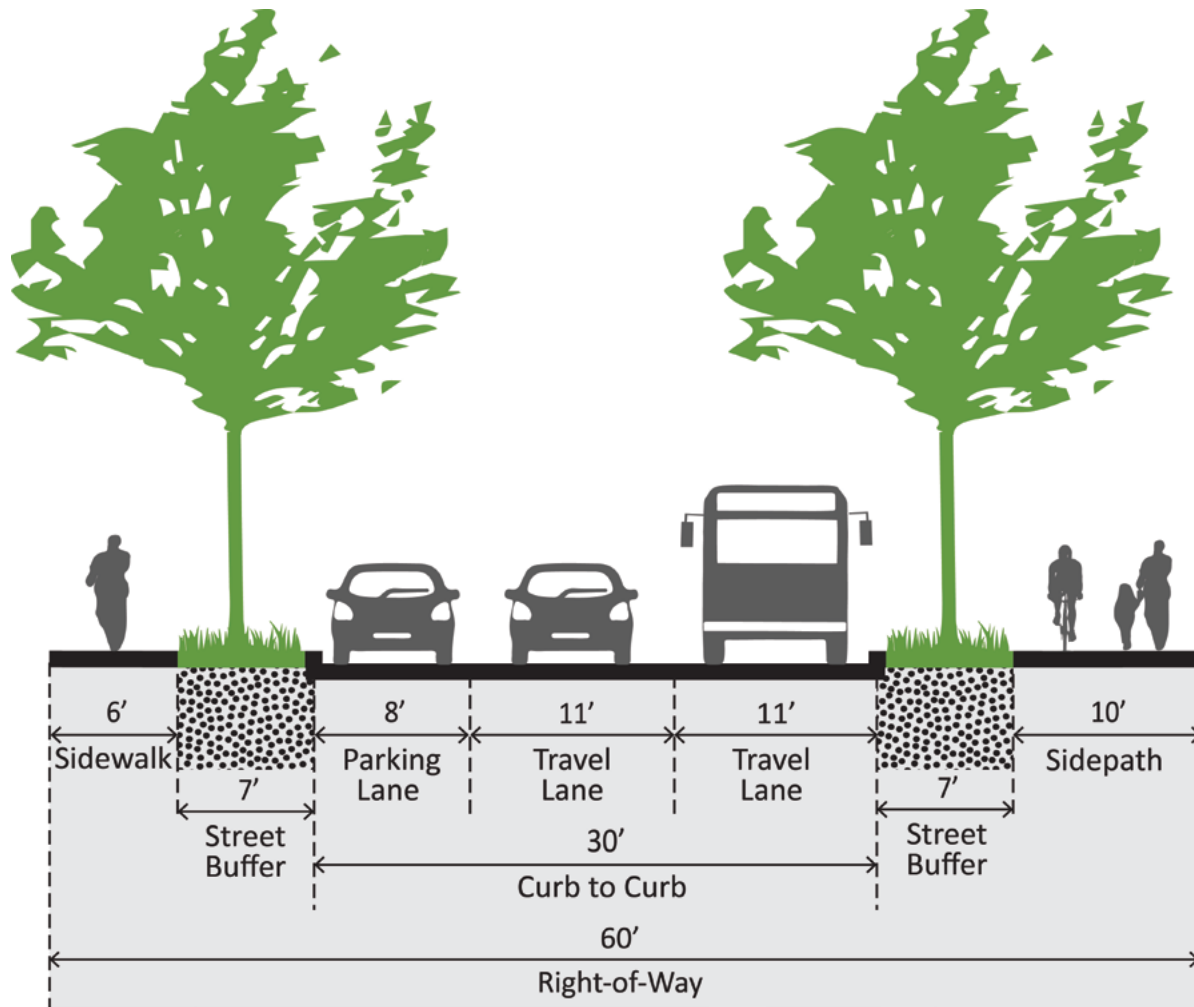 6’
8’
11’
11’
10’
Sidewalk
Parking
Lane
Travel
Lane
Travel
Lane
Sidepath
7’
Street
Buffer
7’
Street
Buffer
30’
Curb to Curb
60’
Right-of-Way